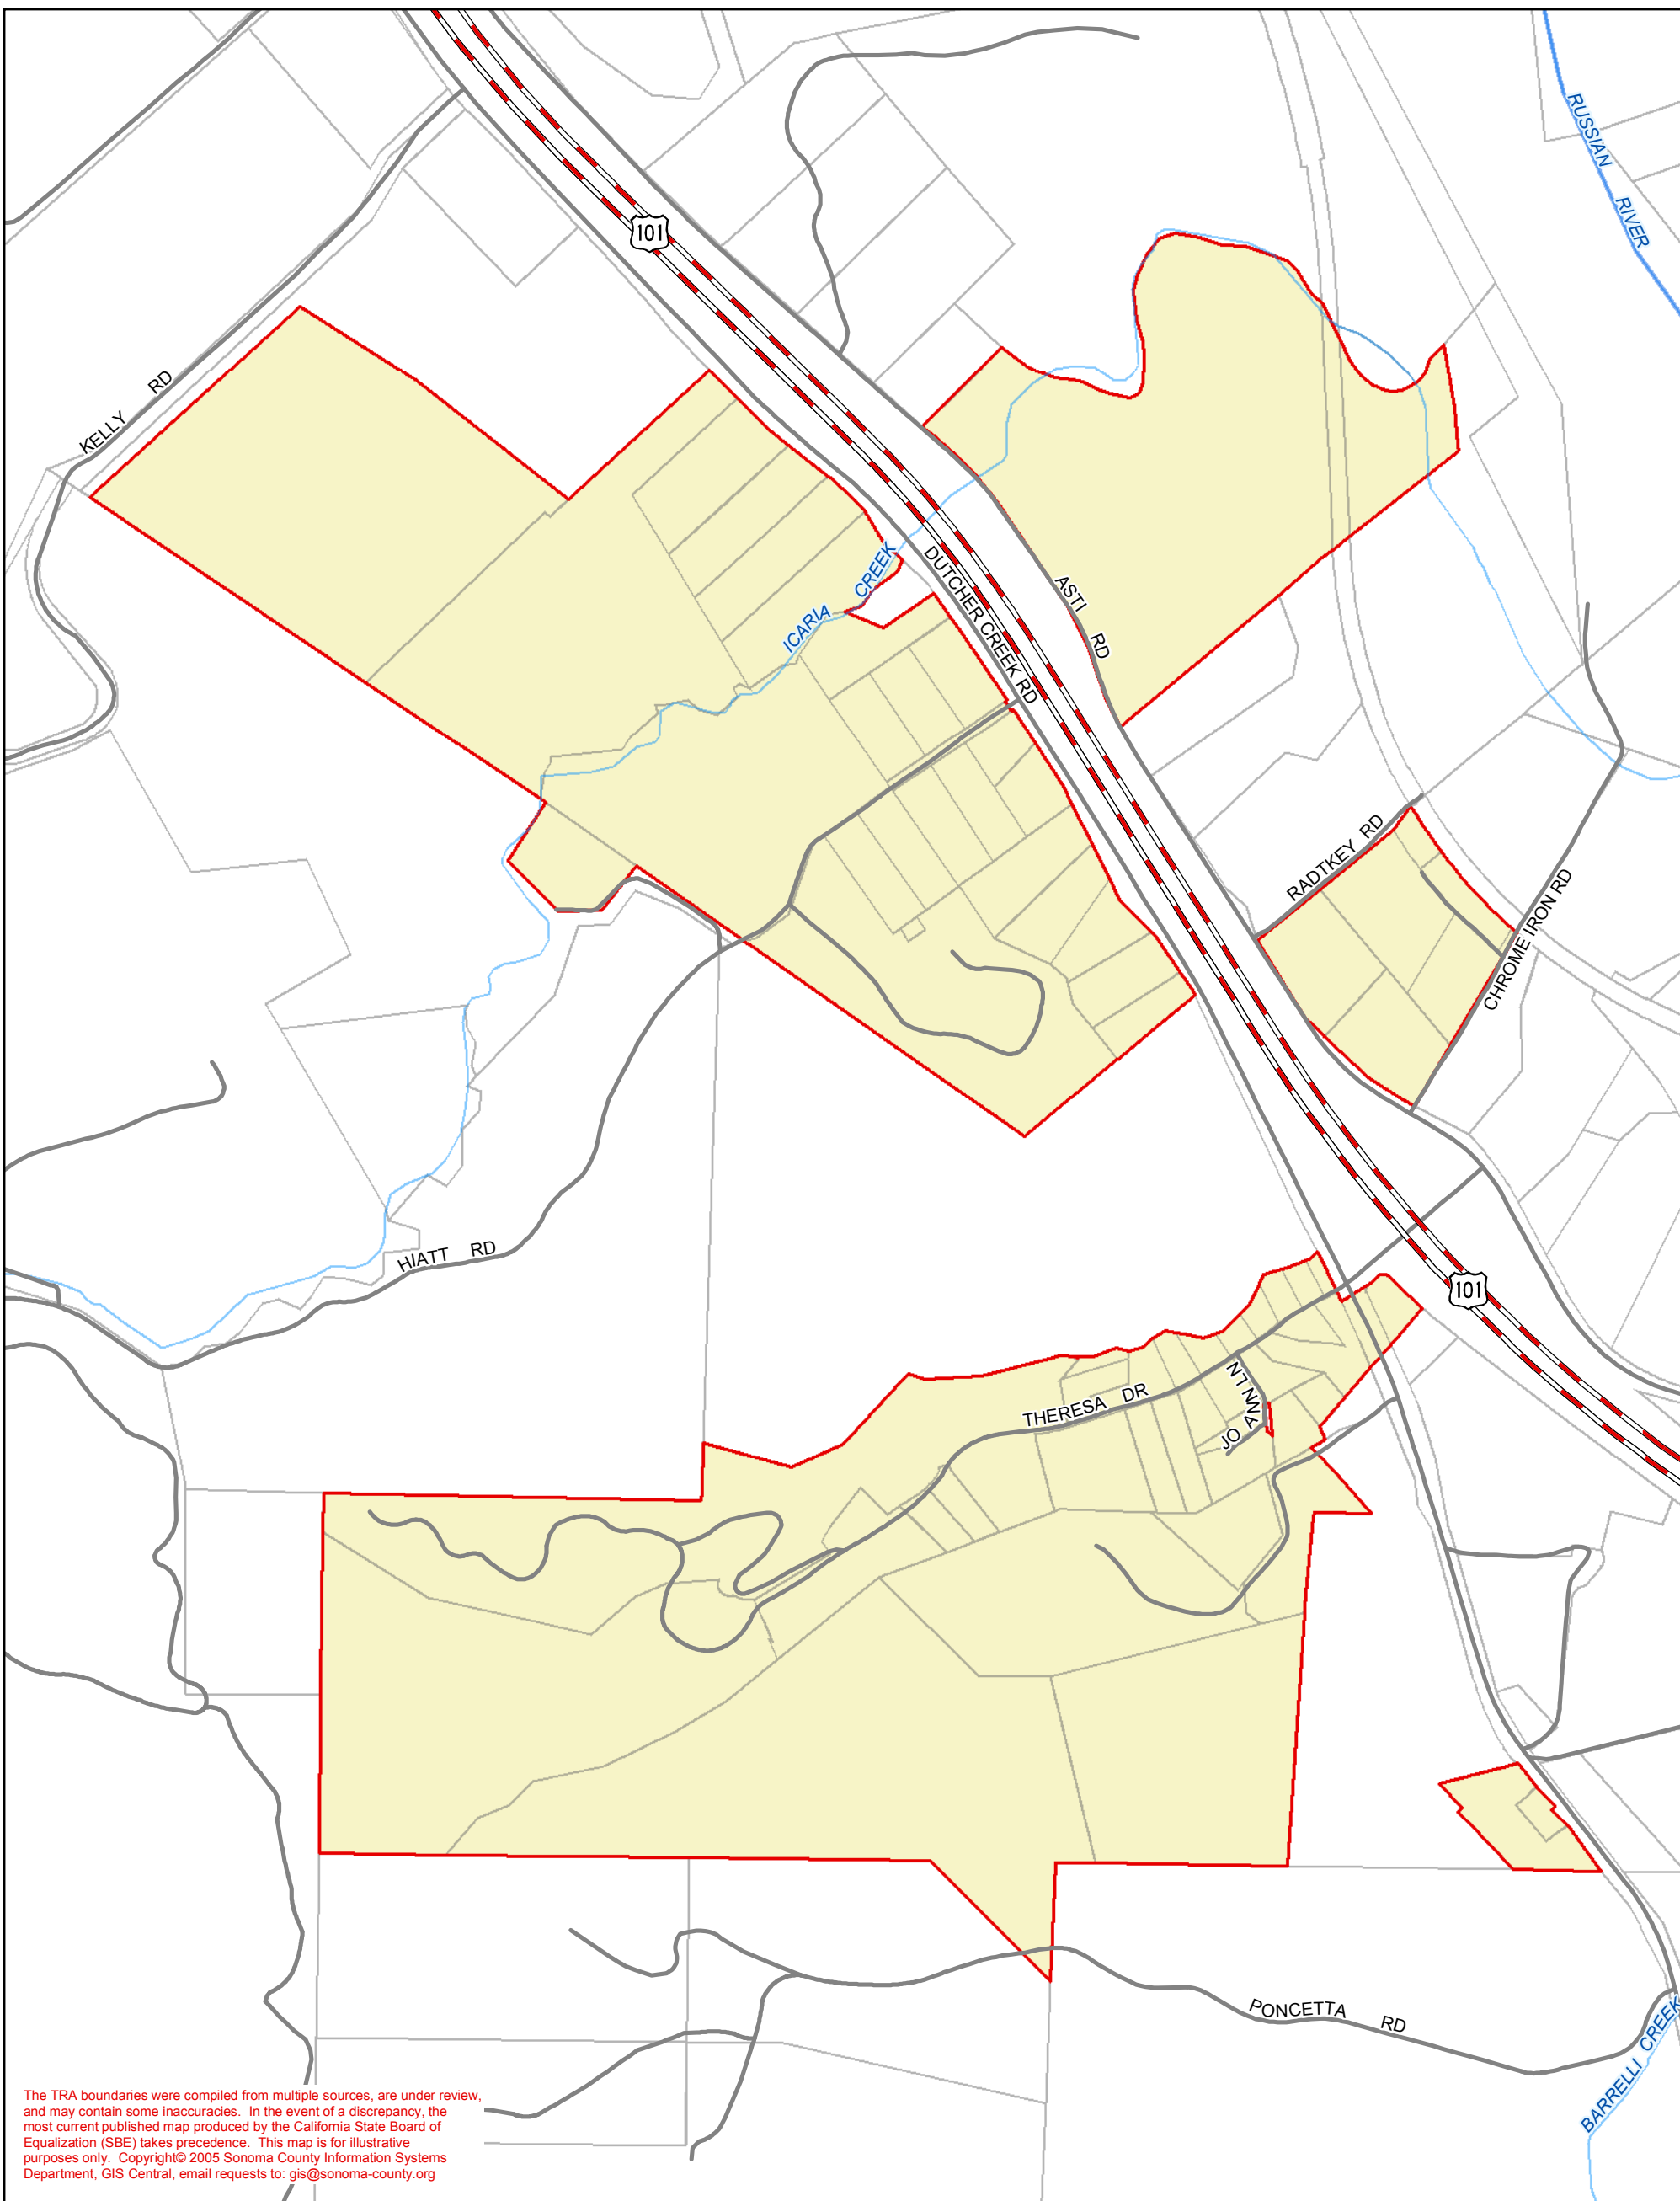 RUSSIAN RIVER
101
KELLY RD
ICARIA CREEK
DUTCHER CREEK RD
ASTI RD
RADTKEY RD
CHROME IRON RD
HIATT RD
101
THERESA DR
JO ANN LN
PONCETTA RD
BARRELLI CREEK
The TRA boundaries were compiled from multiple sources, are under review,
and may contain some inaccuracies. In the event of a discrepancy, the
most current published map produced by the California State Board of
Equalization (SBE) takes precedence. This map is for illustrative
purposes only. Copyright© 2005 Sonoma County Information Systems
Department, GIS Central, email requests to: gis@sonoma-county.org